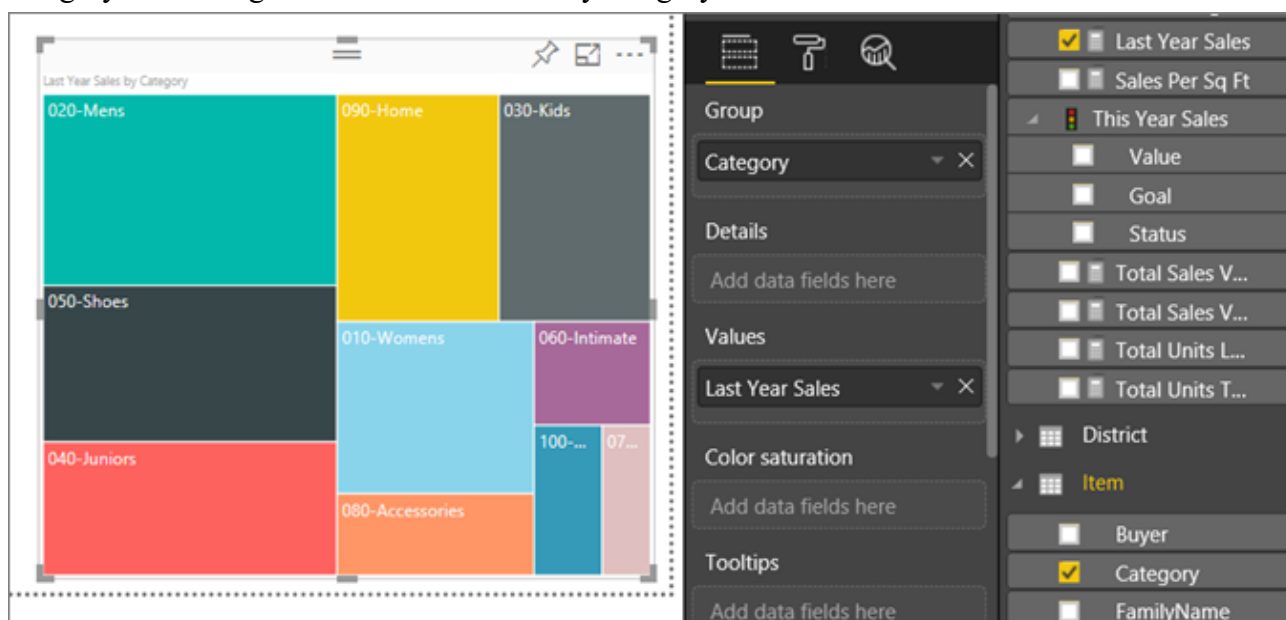 Last Year Sales by Category
020-Mens
090-Home
030-Kids
050-Shoes
010-Womens
060-Intimate
040-Juniors
100-...
07...
080-Accessories
Group
Category
Details
Add data fields here
Values
Last Year Sales
Color saturation
Add data fields here
Tooltips
Add data fields here
Last Year Sales
Sales Per Sq Ft
This Year Sales
Value
Goal
Status
Total Sales V...
Total Sales V...
Total Units L...
Total Units T...
District
Item
Buyer
Category
FamilyName